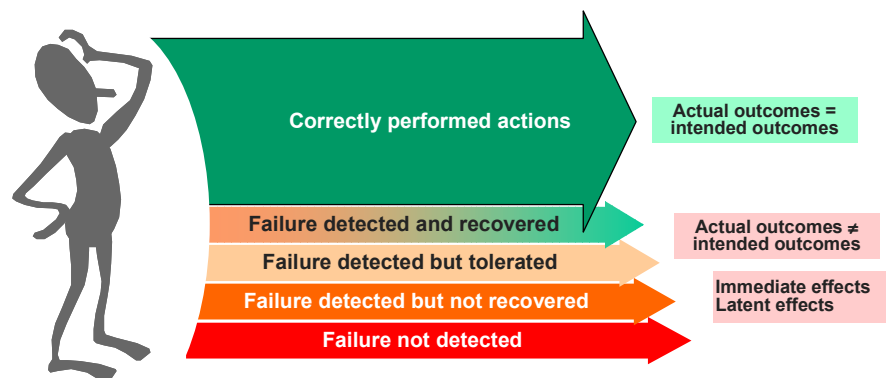 Correctly performed actions
Actual outcomes =
intended outcomes
Failure detected and recovered
Actual outcomes ≠
intended outcomes
Failure detected but tolerated
Immediate effects
Latent effects
Failure detected but not recovered
Failure not detected